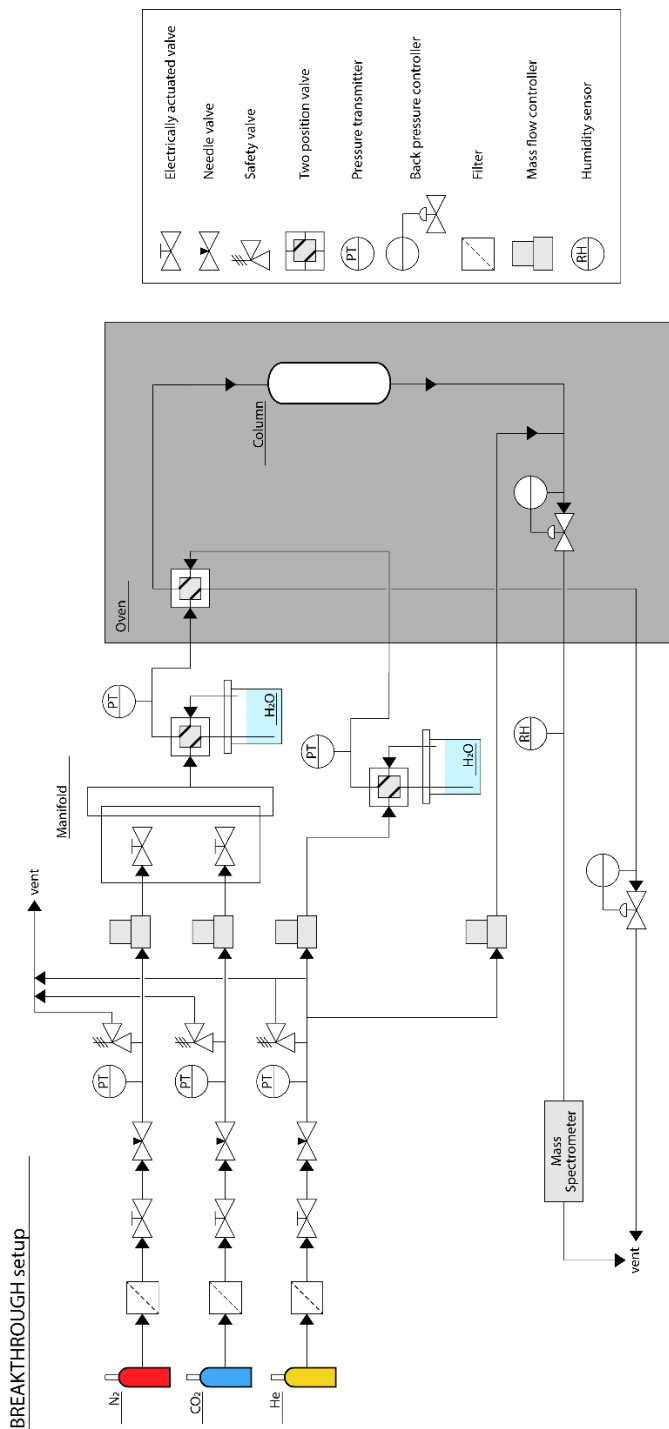 BREAKTHROUGH setup
N₂
CO₂
He
PT
PT
PT
vent
Manifold
PT
H₂O
PT
H₂O
Oven
Column
RH
Mass
Spectrometer
vent
Electrically actuated valve
Needle valve
Safety valve
Two position valve
PT
Pressure transmitter
Back pressure controller
Filter
Mass flow controller
RH
Humidity sensor